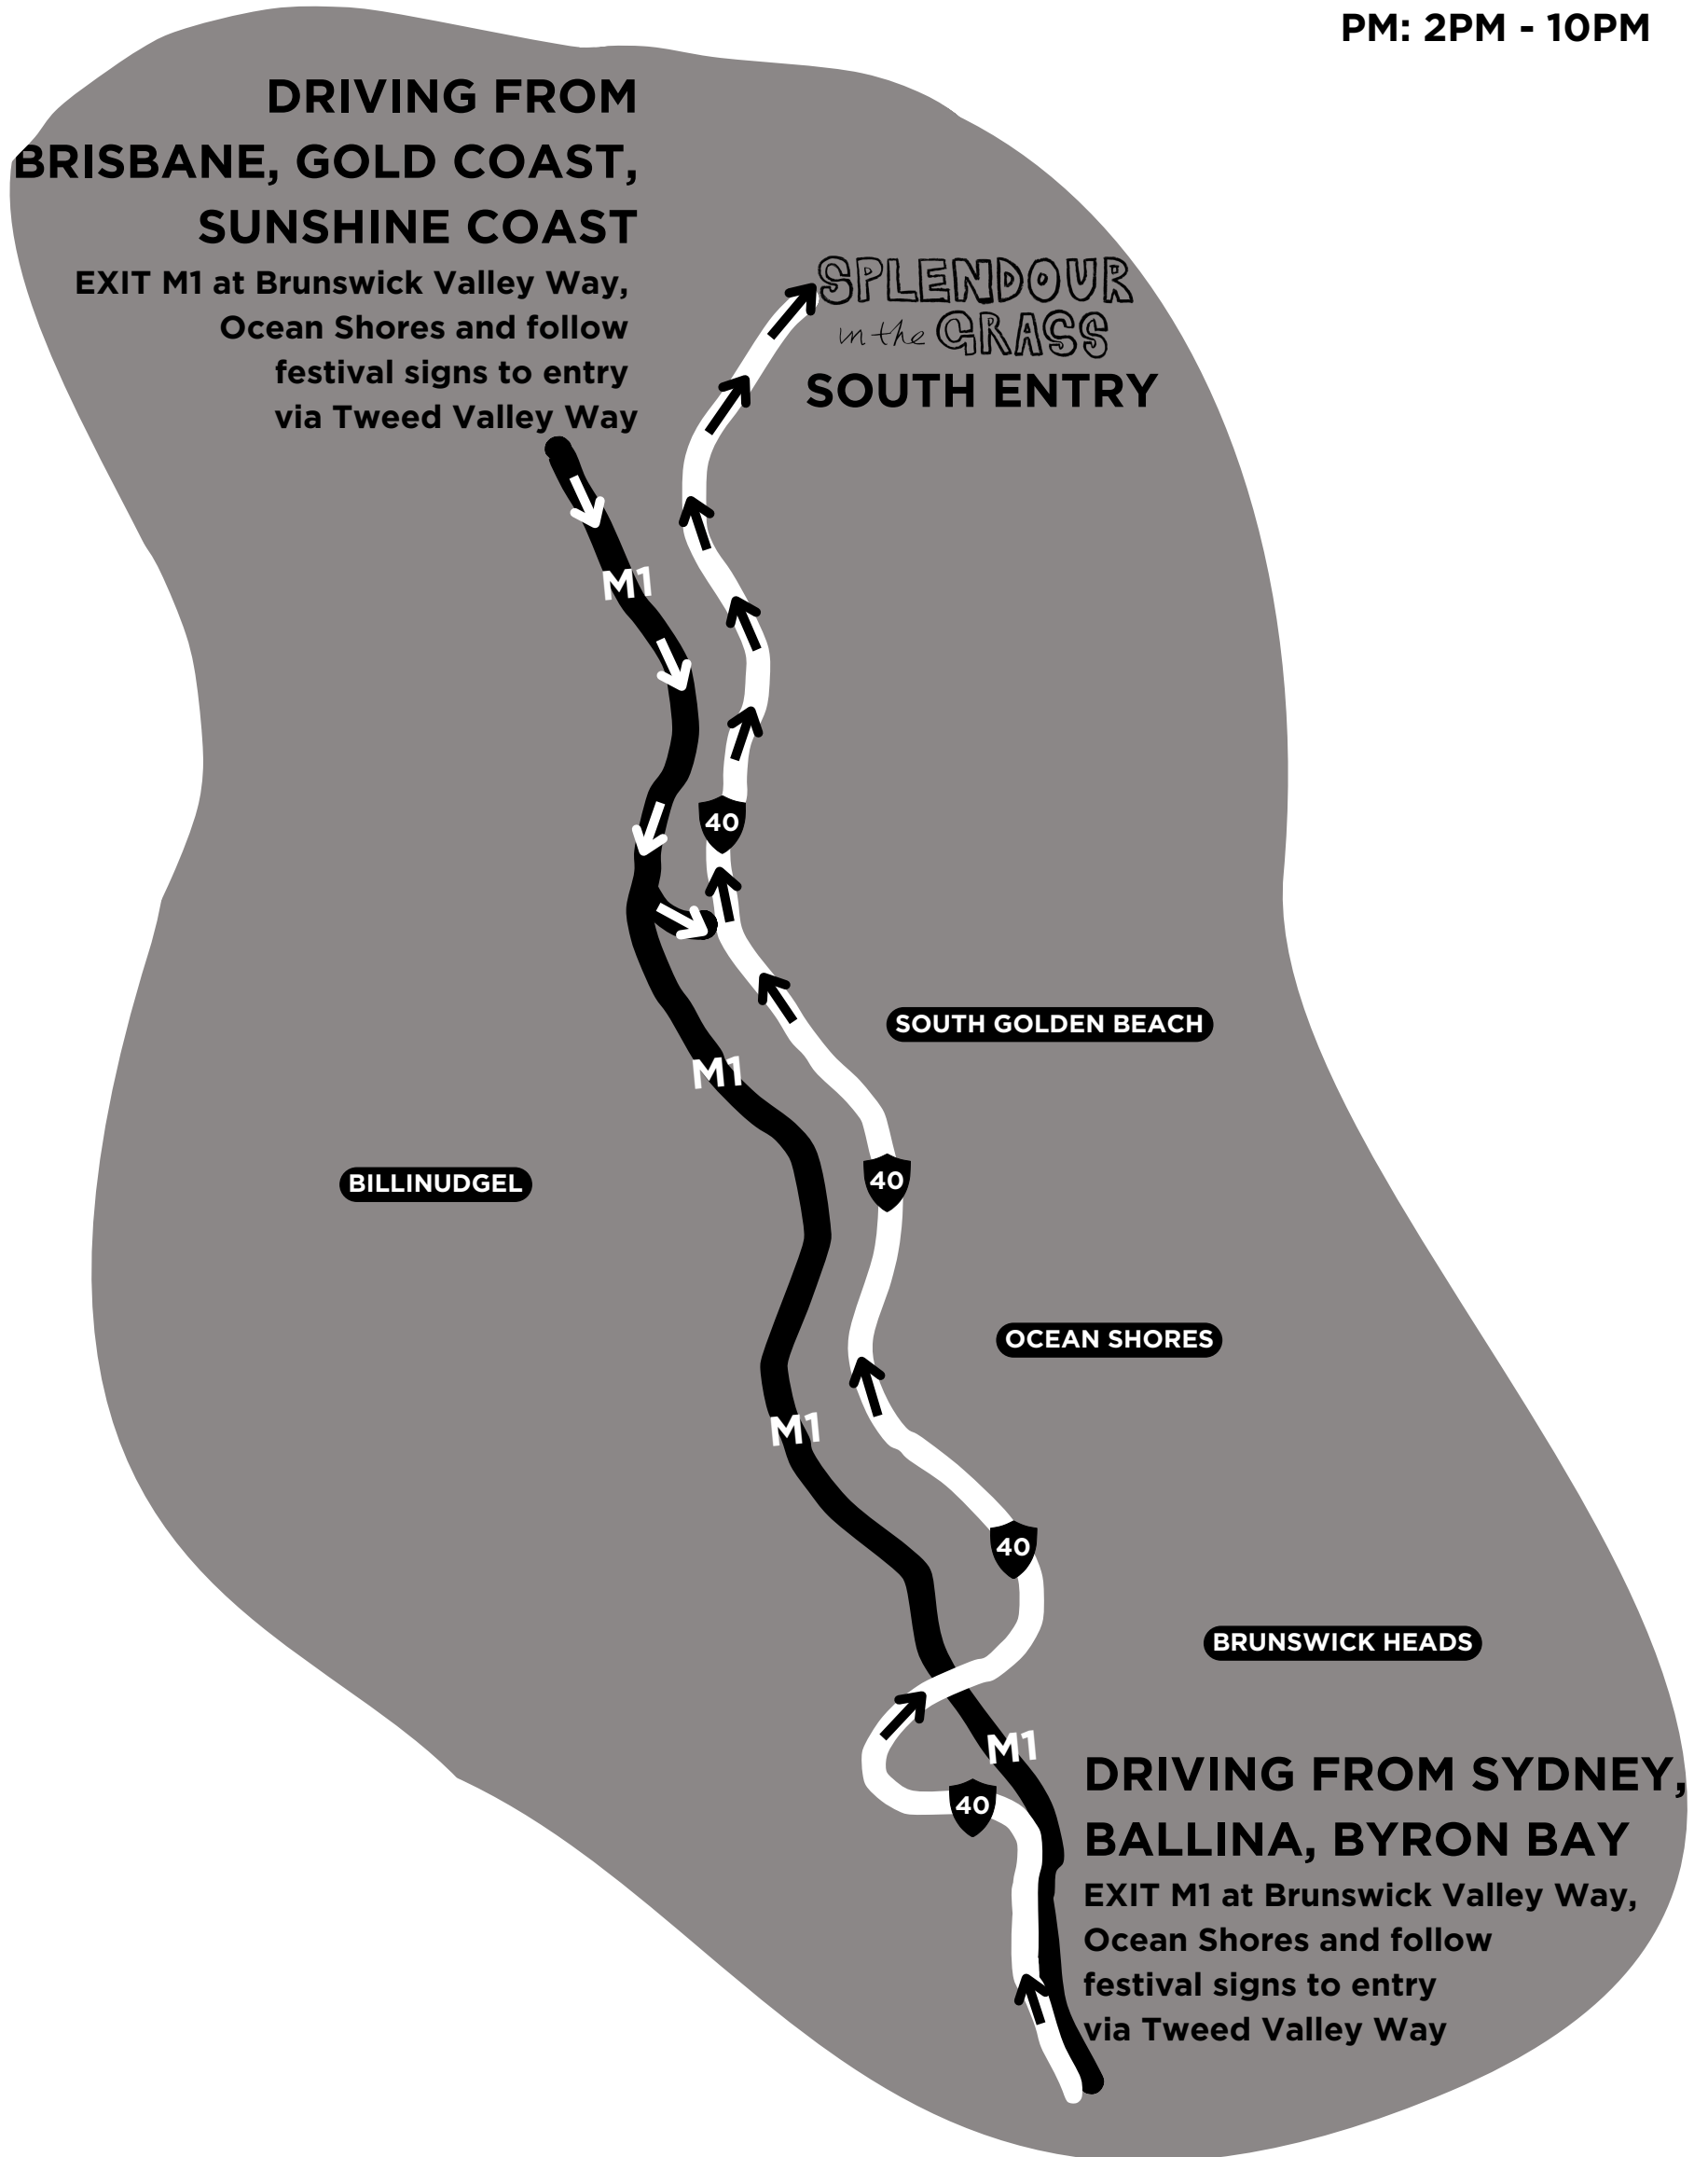 PM: 2PM - 10PM
DRIVING FROM
BRISBANE, GOLD COAST,
SUNSHINE COAST
EXIT M1 at Brunswick Valley Way,
Ocean Shores and follow
festival signs to entry
via Tweed Valley Way
SPLENDOUR
in the GRASS
SOUTH ENTRY
M1
40
SOUTH GOLDEN BEACH
M1
BILLINUDGEL
40
OCEAN SHORES
M1
40
BRUNSWICK HEADS
M1
40
DRIVING FROM SYDNEY,
BALLINA, BYRON BAY
EXIT M1 at Brunswick Valley Way,
Ocean Shores and follow
festival signs to entry
via Tweed Valley Way